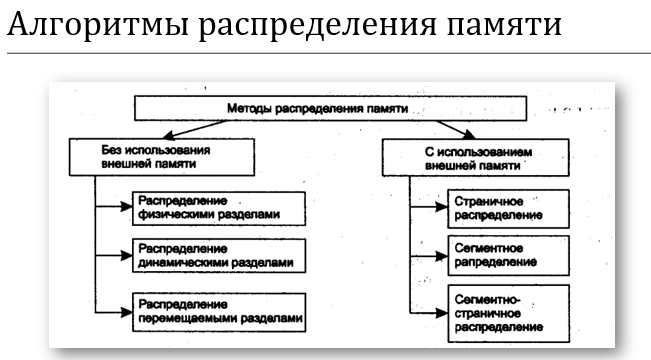 Алгоритмы распределения памяти
Методы распределения памяти
Без использования
внешней памяти
Распределение
физическими разделами
Распределение
динамическими разделами
Распределение
перемещаемыми разделами
С использованием
внешней памяти
Страничное
распределение
Сегментное
рапределение
Сегментно-
страничное
распределение